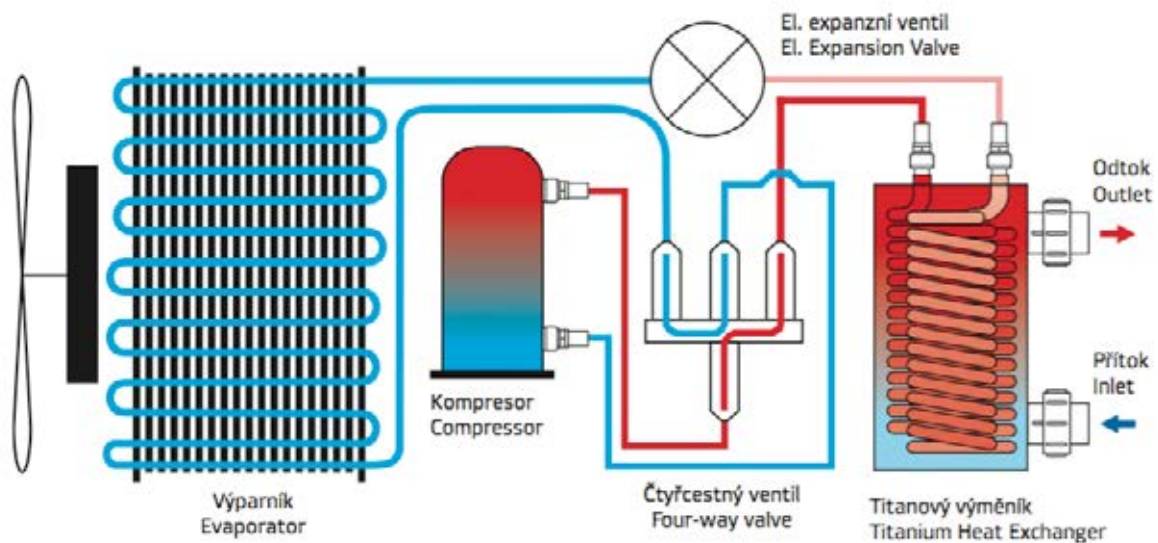 El. expanzní ventil
El. Expansion Valve
Odtok
Outlet
Přítok
Inlet
Kompresor
Compressor
Výparník
Evaporator
Čtyřcestný ventil
Four-way valve
Titanový výměník
Titanium Heat Exchanger